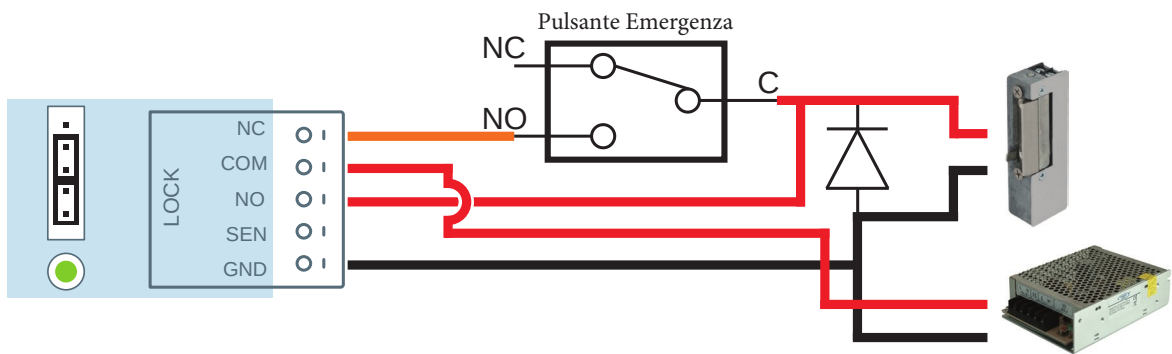 Pulsante Emergenza
NC
C
NO
LOCK
NC
COM
NO
SEN
GND